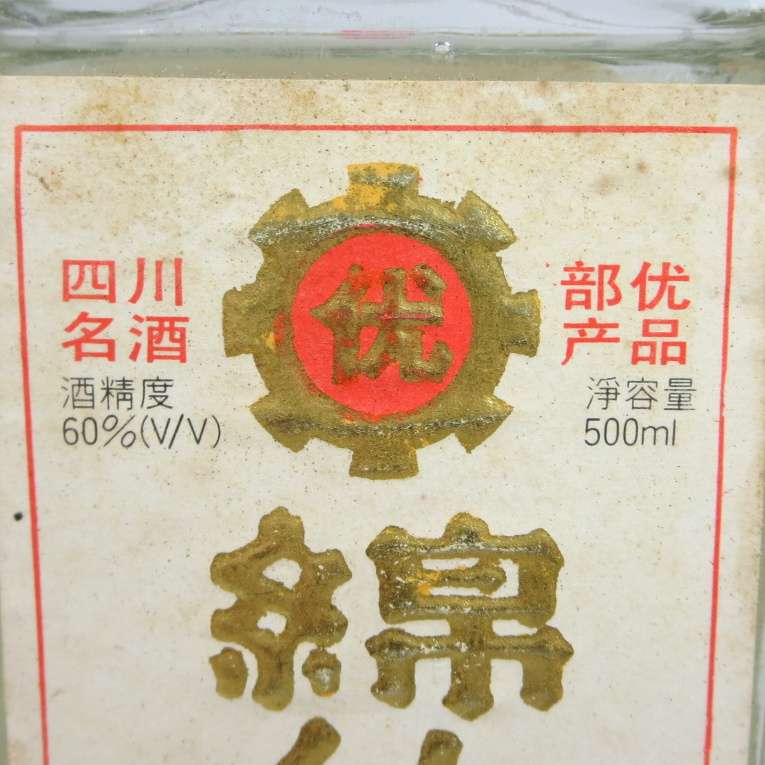 优
四川
名酒
酒精度
60%(V/V)
部优
产品
淨容量
500ml
綿